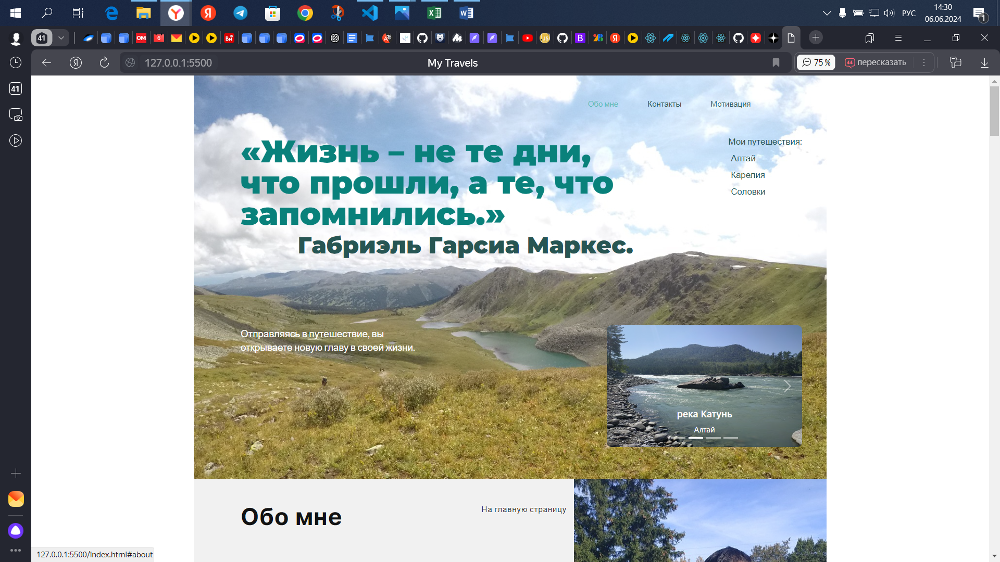 14:30
РУС
06.06.2024
1
41
127.0.0.1:5500
My Travels
75 %
пересказать
41
Обо мне
Контакты
Мотивация
«Жизнь – не те дни,
что прошли, а те, что
запомнились.»
Габриэль Гарсиа Маркес.
Мои путешествия:
Алтай
Карелия
Соловки
Отправляясь в путешествие, вы
открываете новую главу в своей жизни.
река Катунь
Алтай
Обо мне
На главную страницу
127.0.0.1:5500/index.html#about